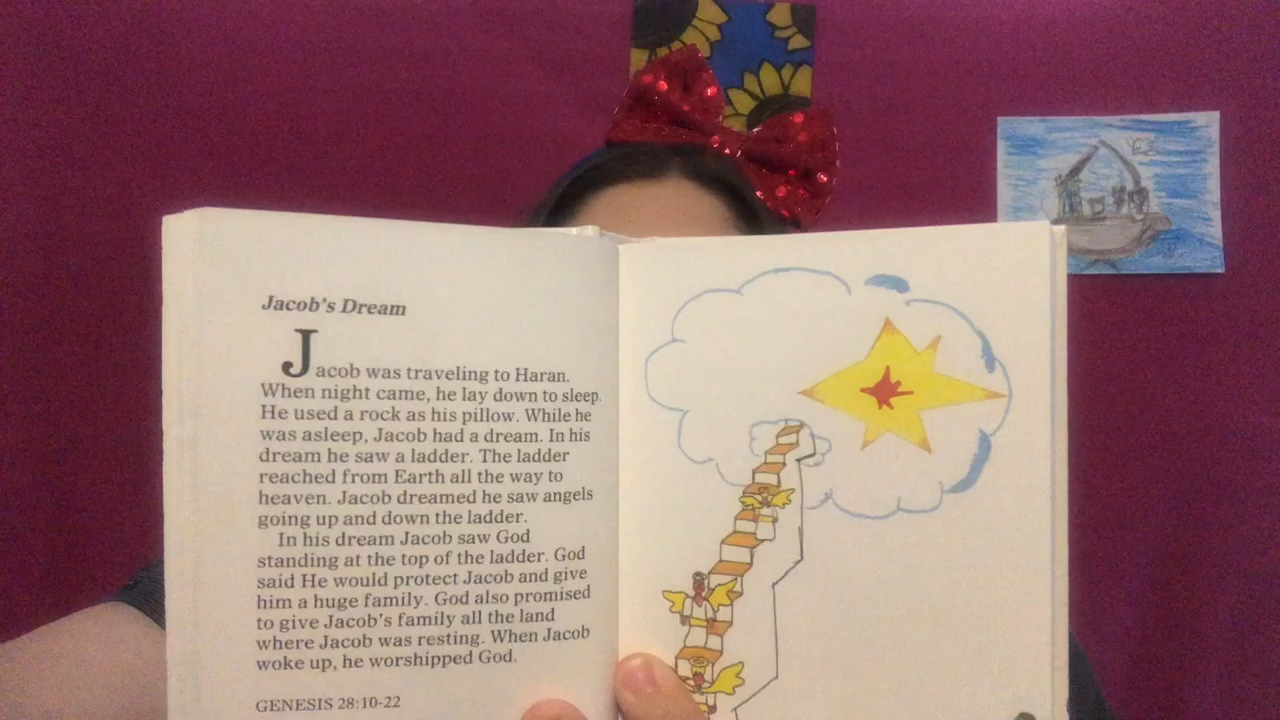 Jacob's Dream
Jacob was traveling to Haran.
When night came, he lay down to sleep.
He used a rock as his pillow. While he
was asleep, Jacob had a dream. In his
dream he saw a ladder. The ladder
reached from Earth all the way to
heaven. Jacob dreamed he saw angels
going up and down the ladder.
In his dream Jacob saw God
standing at the top of the ladder. God
said He would protect Jacob and give
him a huge family. God also promised
to give Jacob's family all the land
where Jacob was resting. When Jacob
woke up, he worshipped God.
GENESIS 28:10-22